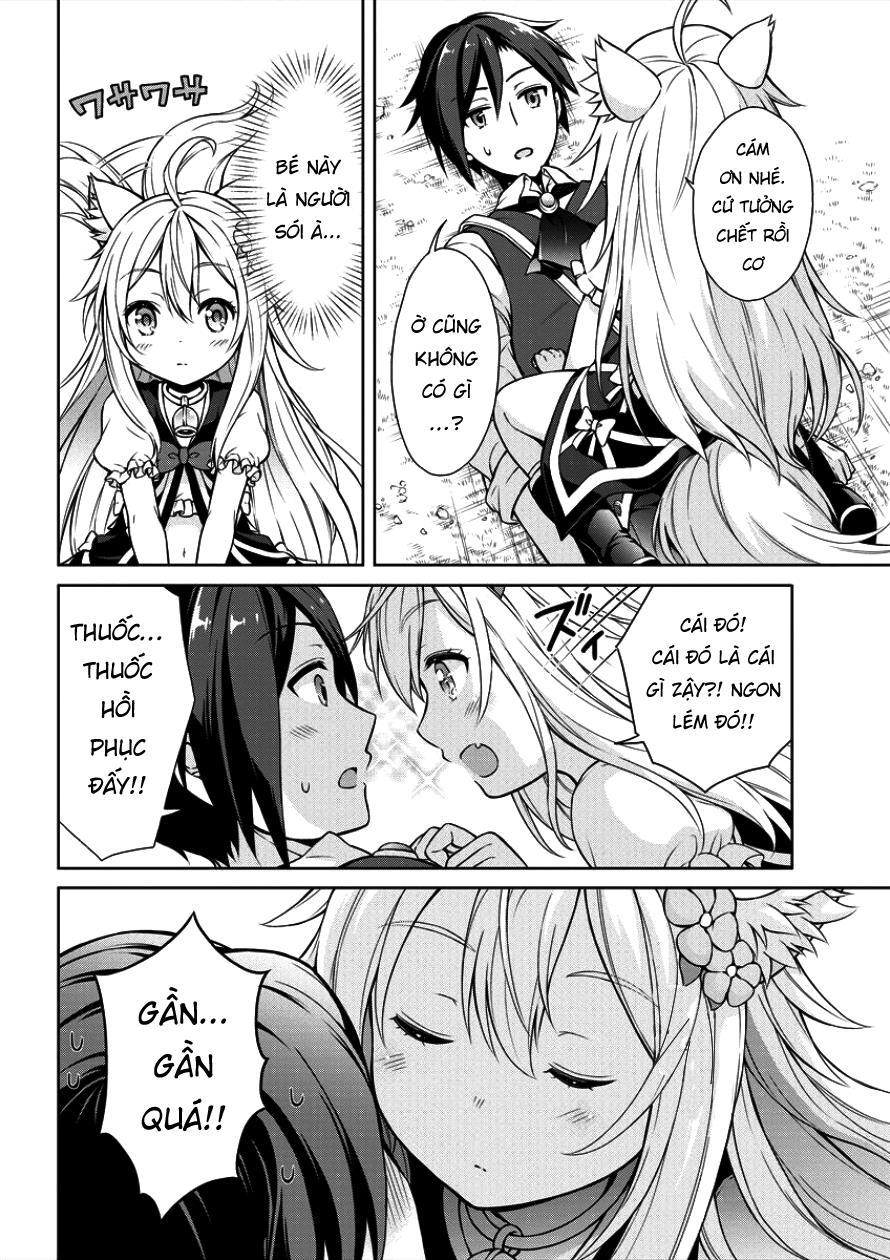 CÁM
ƠN NHÉ.
CỨ TƯỞNG
CHẾT RỒI
CƠ
Ờ CŨNG
KHÔNG
CÓ GÌ
...?
BÉ NÀY
LÀ NGƯỜI
SÓI À...
ワサワサ
CÁI ĐÓ!
CÁI ĐÓ LÀ CÁI
GÌ ZẬY?! NGON
LÉM ĐÓ!!
ズイ
THUỐC...
THUỐC
HỒI
PHỤC
ĐẤY!!
GẦN...
GẦN
QUÁ!!